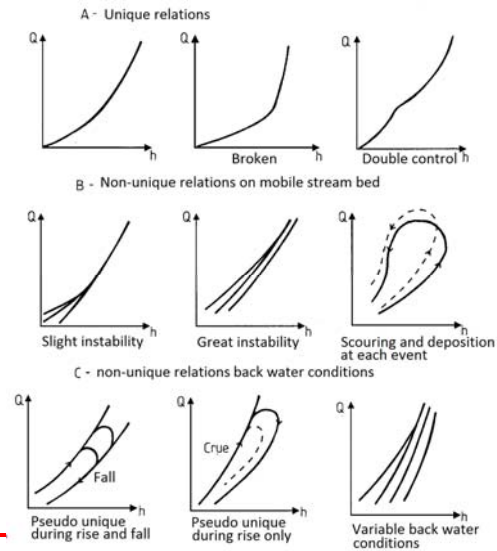 A - Unique relations
Q
h
Q
h
Broken
Q
h
Double control
B - Non-unique relations on mobile stream bed
Q
h
Slight instability
Q
h
Great instability
Q
h
Scouring and deposition
at each event
C - non-unique relations back water conditions
Q
Fall
h
Pseudo unique
during rise and fall
Q
Crue
h
Pseudo unique
during rise only
Q
h
Variable back water
conditions